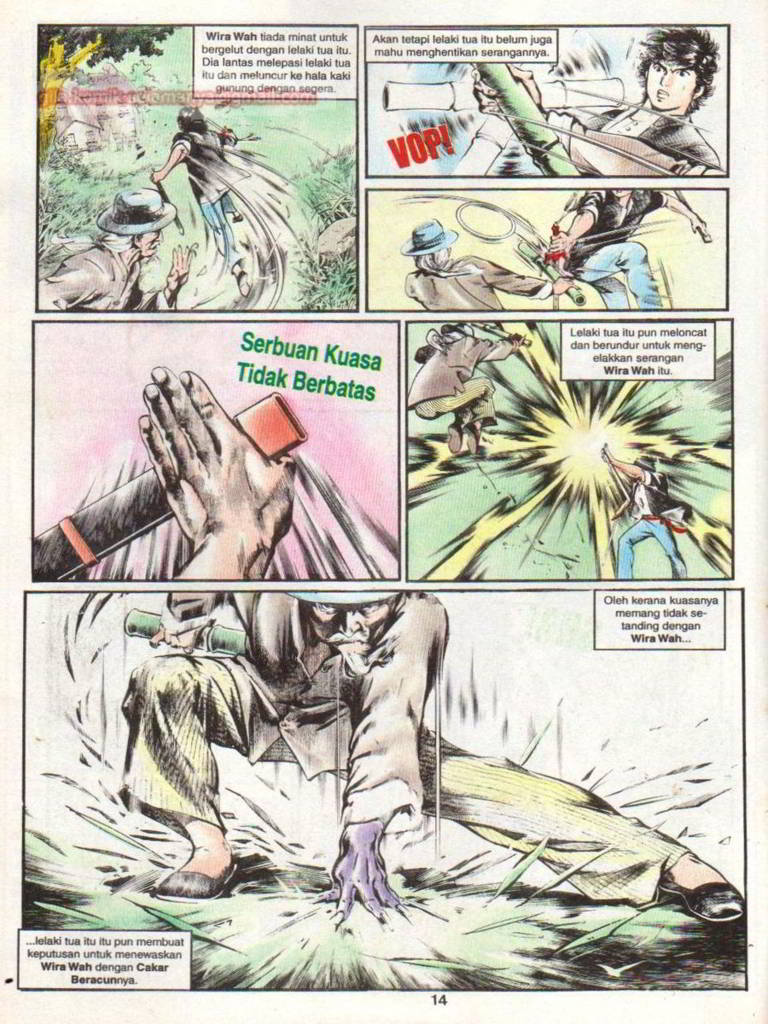 Wira Wah tiada minat untuk
bergelut dengan lelaki tua itu.
Dia lantas melepasi lelaki tua
itu dan meluncur ke hala kaki
gunung dengan segera.
Akan tetapi lelaki tua itu belum juga
mahu menghentikan serangannya.
VOP!
Serbuan Kuasa
Tidak Berbatas
Lelaki tua itu pun meloncat
dan berundur untuk meng-
elakkan serangan
Wira Wah itu.
Oleh kerana kuasanya
memang tidak se-
tanding dengan
Wira Wah...
...lelaki tua itu itu pun membuat
keputusan untuk menewaskan
Wira Wah dengan Cakar
Beracunnya.
14